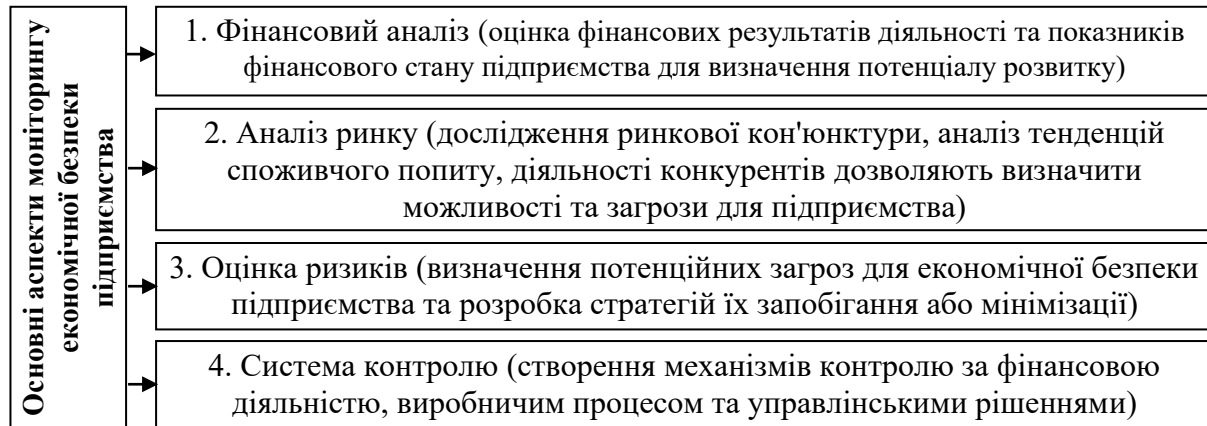 Основні аспекти моніторингу
економічної безпеки
підприємства
1. Фінансовий аналіз (оцінка фінансових результатів діяльності та показників
фінансового стану підприємства для визначення потенціалу розвитку)
2. Аналіз ринку (дослідження ринкової кон'юнктури, аналіз тенденцій
споживчого попиту, діяльності конкурентів дозволяють визначити
можливості та загрози для підприємства)
3. Оцінка ризиків (визначення потенційних загроз для економічної безпеки
підприємства та розробка стратегій їх запобігання або мінімізації)
4. Система контролю (створення механізмів контролю за фінансовою
діяльністю, виробничим процесом та управлінськими рішеннями)